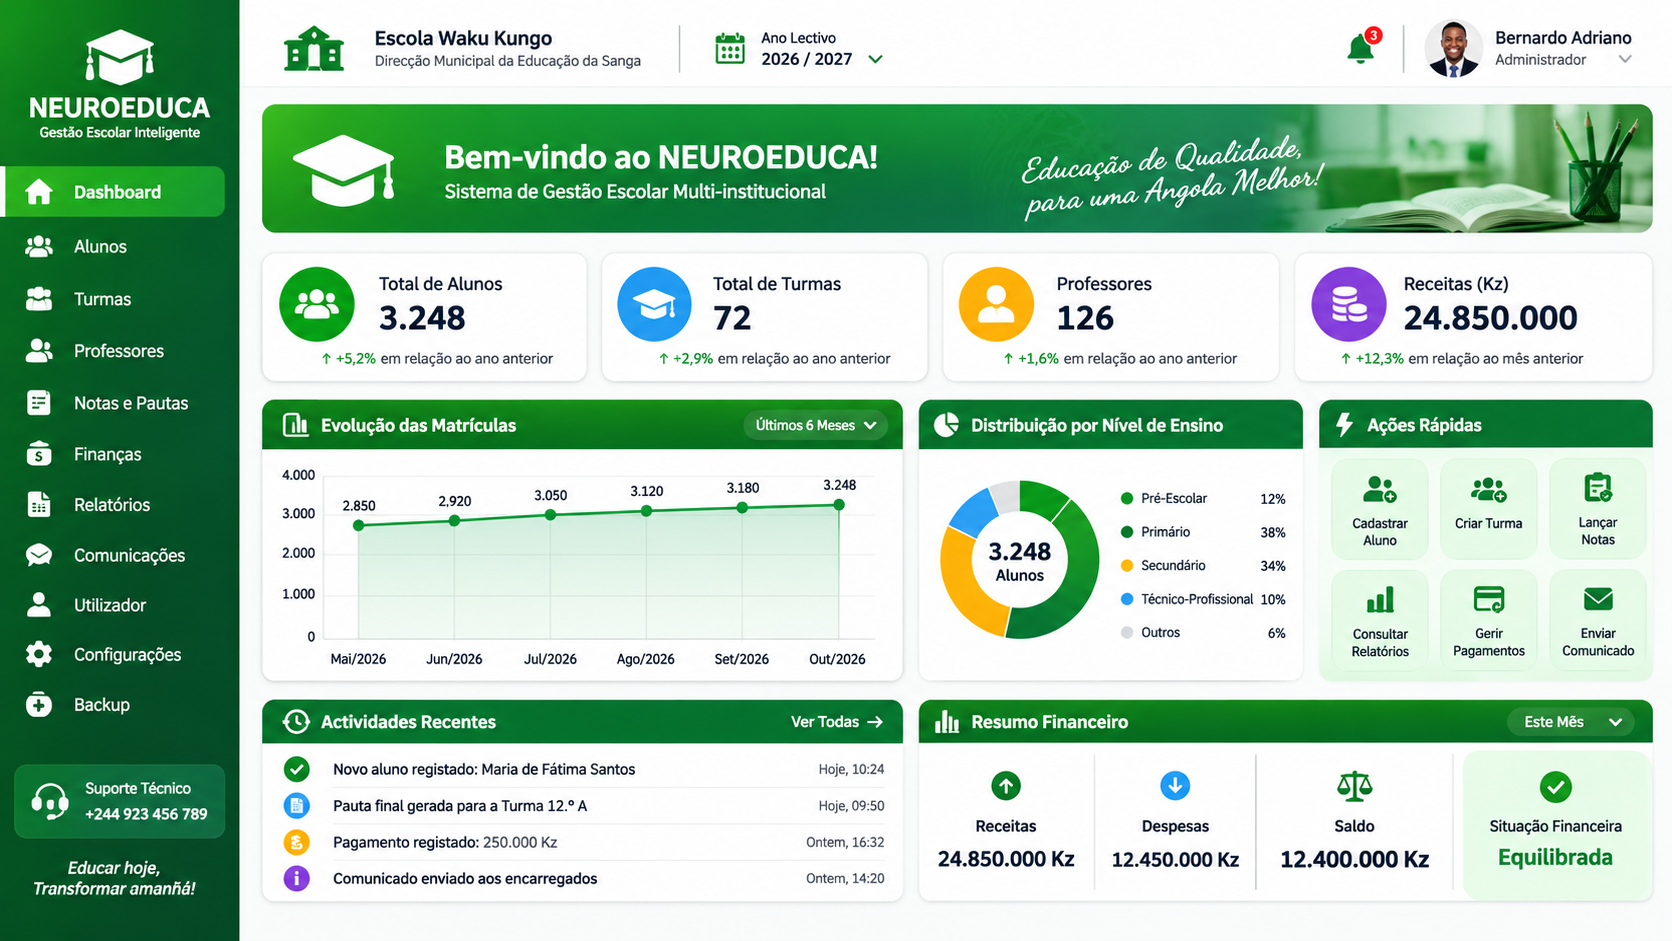 NEUROEDUCA
Gestão Escolar Inteligente
Dashboard
Alunos
Turmas
Professores
Notas e Pautas
Finanças
Relatórios
Comunicações
Utilizador
Configurações
Backup
Suporte Técnico
+244 923 456 789
Educar hoje,
Transformar amanñá!
Escola Waku Kungo
Direcção Municipal da Educação da Sanga
Ano Lectivo
2026 / 2027
3
Bernardo Adriano
Administrador
Bem-vindo ao NEUROEDUCA!
Sistema de Gestão Escolar Multi-institucional
Educação de Qualidade,
para uma Angola Melhor!
Total de Alunos
3.248
↑ +5,2% em relação ao ano anterior
Total de Turmas
72
↑ +2,9% em relação ao ano anterior
Professores
126
↑ +1,6% em relação ao ano anterior
Receitas (Kz)
24.850.000
↑ +12,3% em relação ao mês anterior
Evolução das Matrículas
Últimos 6 Meses
4.000
3.000
2.000
1.000
0
2.850
2,920
3.050
3.120
3.180
3.248
Mai/2026
Jun/2026
Jul/2026
Ago/2026
Set/2026
Out/2026
Distribuição por Nível de Ensino
3.248
Alunos
Pré-Escolar 12%
Primário 38%
Secundário 34%
Técnico-Profissional 10%
Outros 6%
Ações Rápidas
Cadastrar
Aluno
Criar Turma
Lançar
Notas
Consultar
Relatórios
Gerir
Pagamentos
Enviar
Comunicado
Actividades Recentes
Ver Todas →
Novo aluno registado: Maria de Fátima Santos Hoje, 10:24
Pauta final gerada para a Turma 12.º A Hoje, 09:50
Pagamento registado: 250.000 Kz Ontem, 16:32
Comunicado enviado aos encarregados Ontem, 14:20
Resumo Financeiro
Este Mês
Receitas
24.850.000 Kz
Despesas
12.450.000 Kz
Saldo
12.400.000 Kz
Situação Financeira
Equilibrada